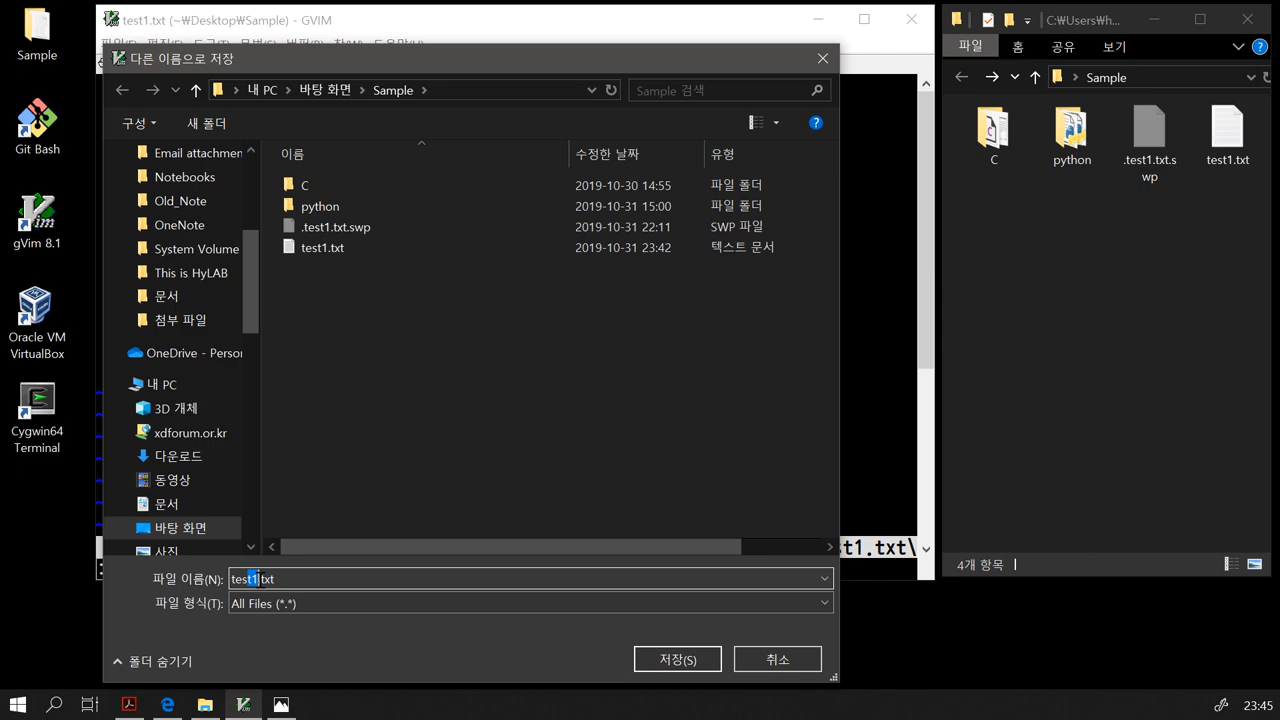 Sample
Git Bash
gVim 8.1
Oracle VM
VirtualBox
Cygwin64
Terminal
test1.txt (~₩Desktop₩Sample) - GVIM
다른 이름으로 저장
내 PC
바탕 화면
Sample
Sample 검색
구성
새 폴더
Email attachmen
Notebooks
Old_Note
OneNote
System Volume
This is HyLAB
문서
첨부 파일
OneDrive - Person
내 PC
3D 개체
xdforum.or.kr
다운로드
동영상
문서
바탕 화면
사진
이름 수정한 날짜 유형
C 2019-10-30 14:55 파일 폴더
python 2019-10-31 15:00 파일 폴더
.test1.txt.swp 2019-10-31 22:11 SWP 파일
test1.txt 2019-10-31 23:42 텍스트 문서
st1.txt\
파일 이름(N): test1.txt
파일 형식(T): All Files (*.*)
폴더 숨기기
저장(S)
취소
C:₩Users₩h...
파일 홈 공유 보기
Sample
C
python
.test1.txt.s
wp
test1.txt
4개 항목
23:45